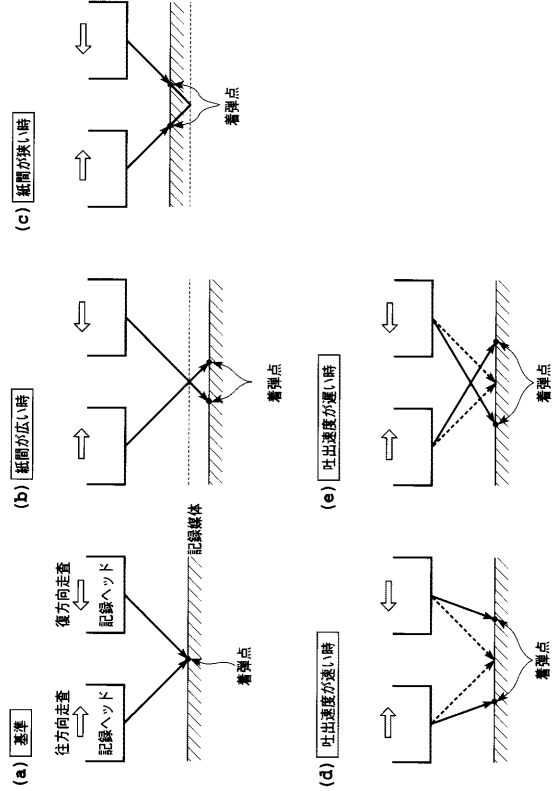 (a) 基準
往方向走査 復方向走査
記録ヘッド 記録ヘッド
記録媒体
着弾点
(b) 紙間が広い時
着弾点
(c) 紙間が狭い時
着弾点
(d) 吐出速度が速い時
着弾点
(e) 吐出速度が遅い時
着弾点